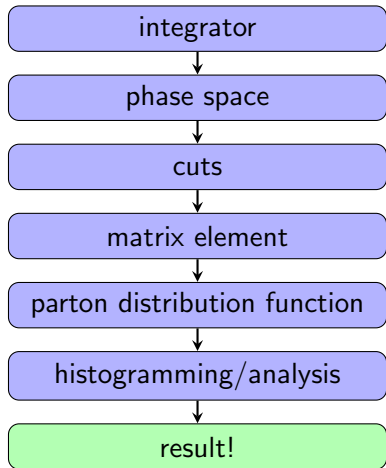 integrator
phase space
cuts
matrix element
parton distribution function
histogramming/analysis
result!